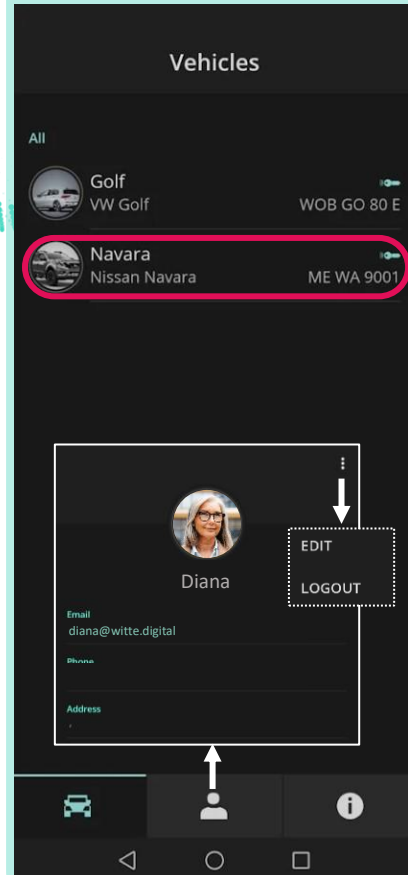 Vehicles
All
Golf
VW Golf
WOB GO 80 E
Navara
Nissan Navara
ME WA 9001
Diana
EDIT
LOGOUT
Email
diana@witte.digital
Phone
Address
,